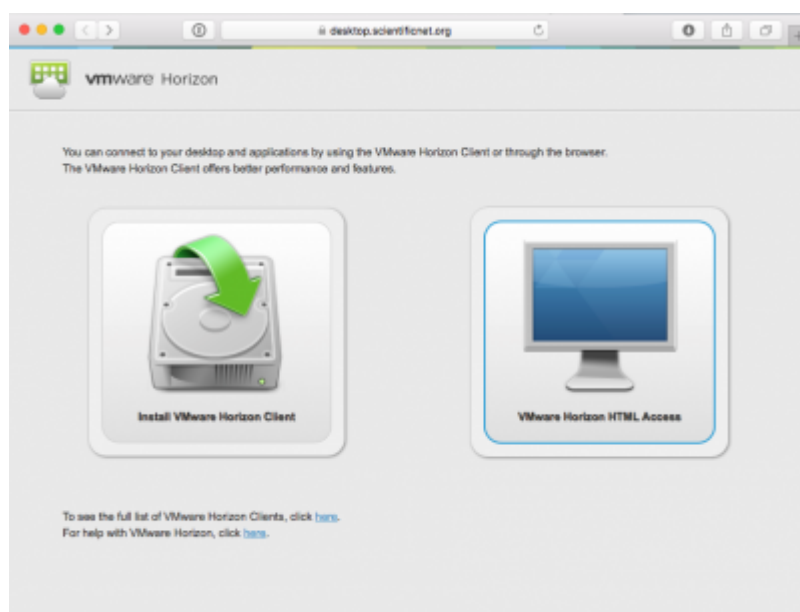 desktop.scientificnet.org
vmware Horizon
You can connect to your desktop and applications by using the VMware Horizon Client or through the browser.
The VMware Horizon Client offers better performance and features.
Install VMware Horizon Client
VMware Horizon HTML Access
To see the full list of VMware Horizon Clients, click here.
For help with VMware Horizon, click here.